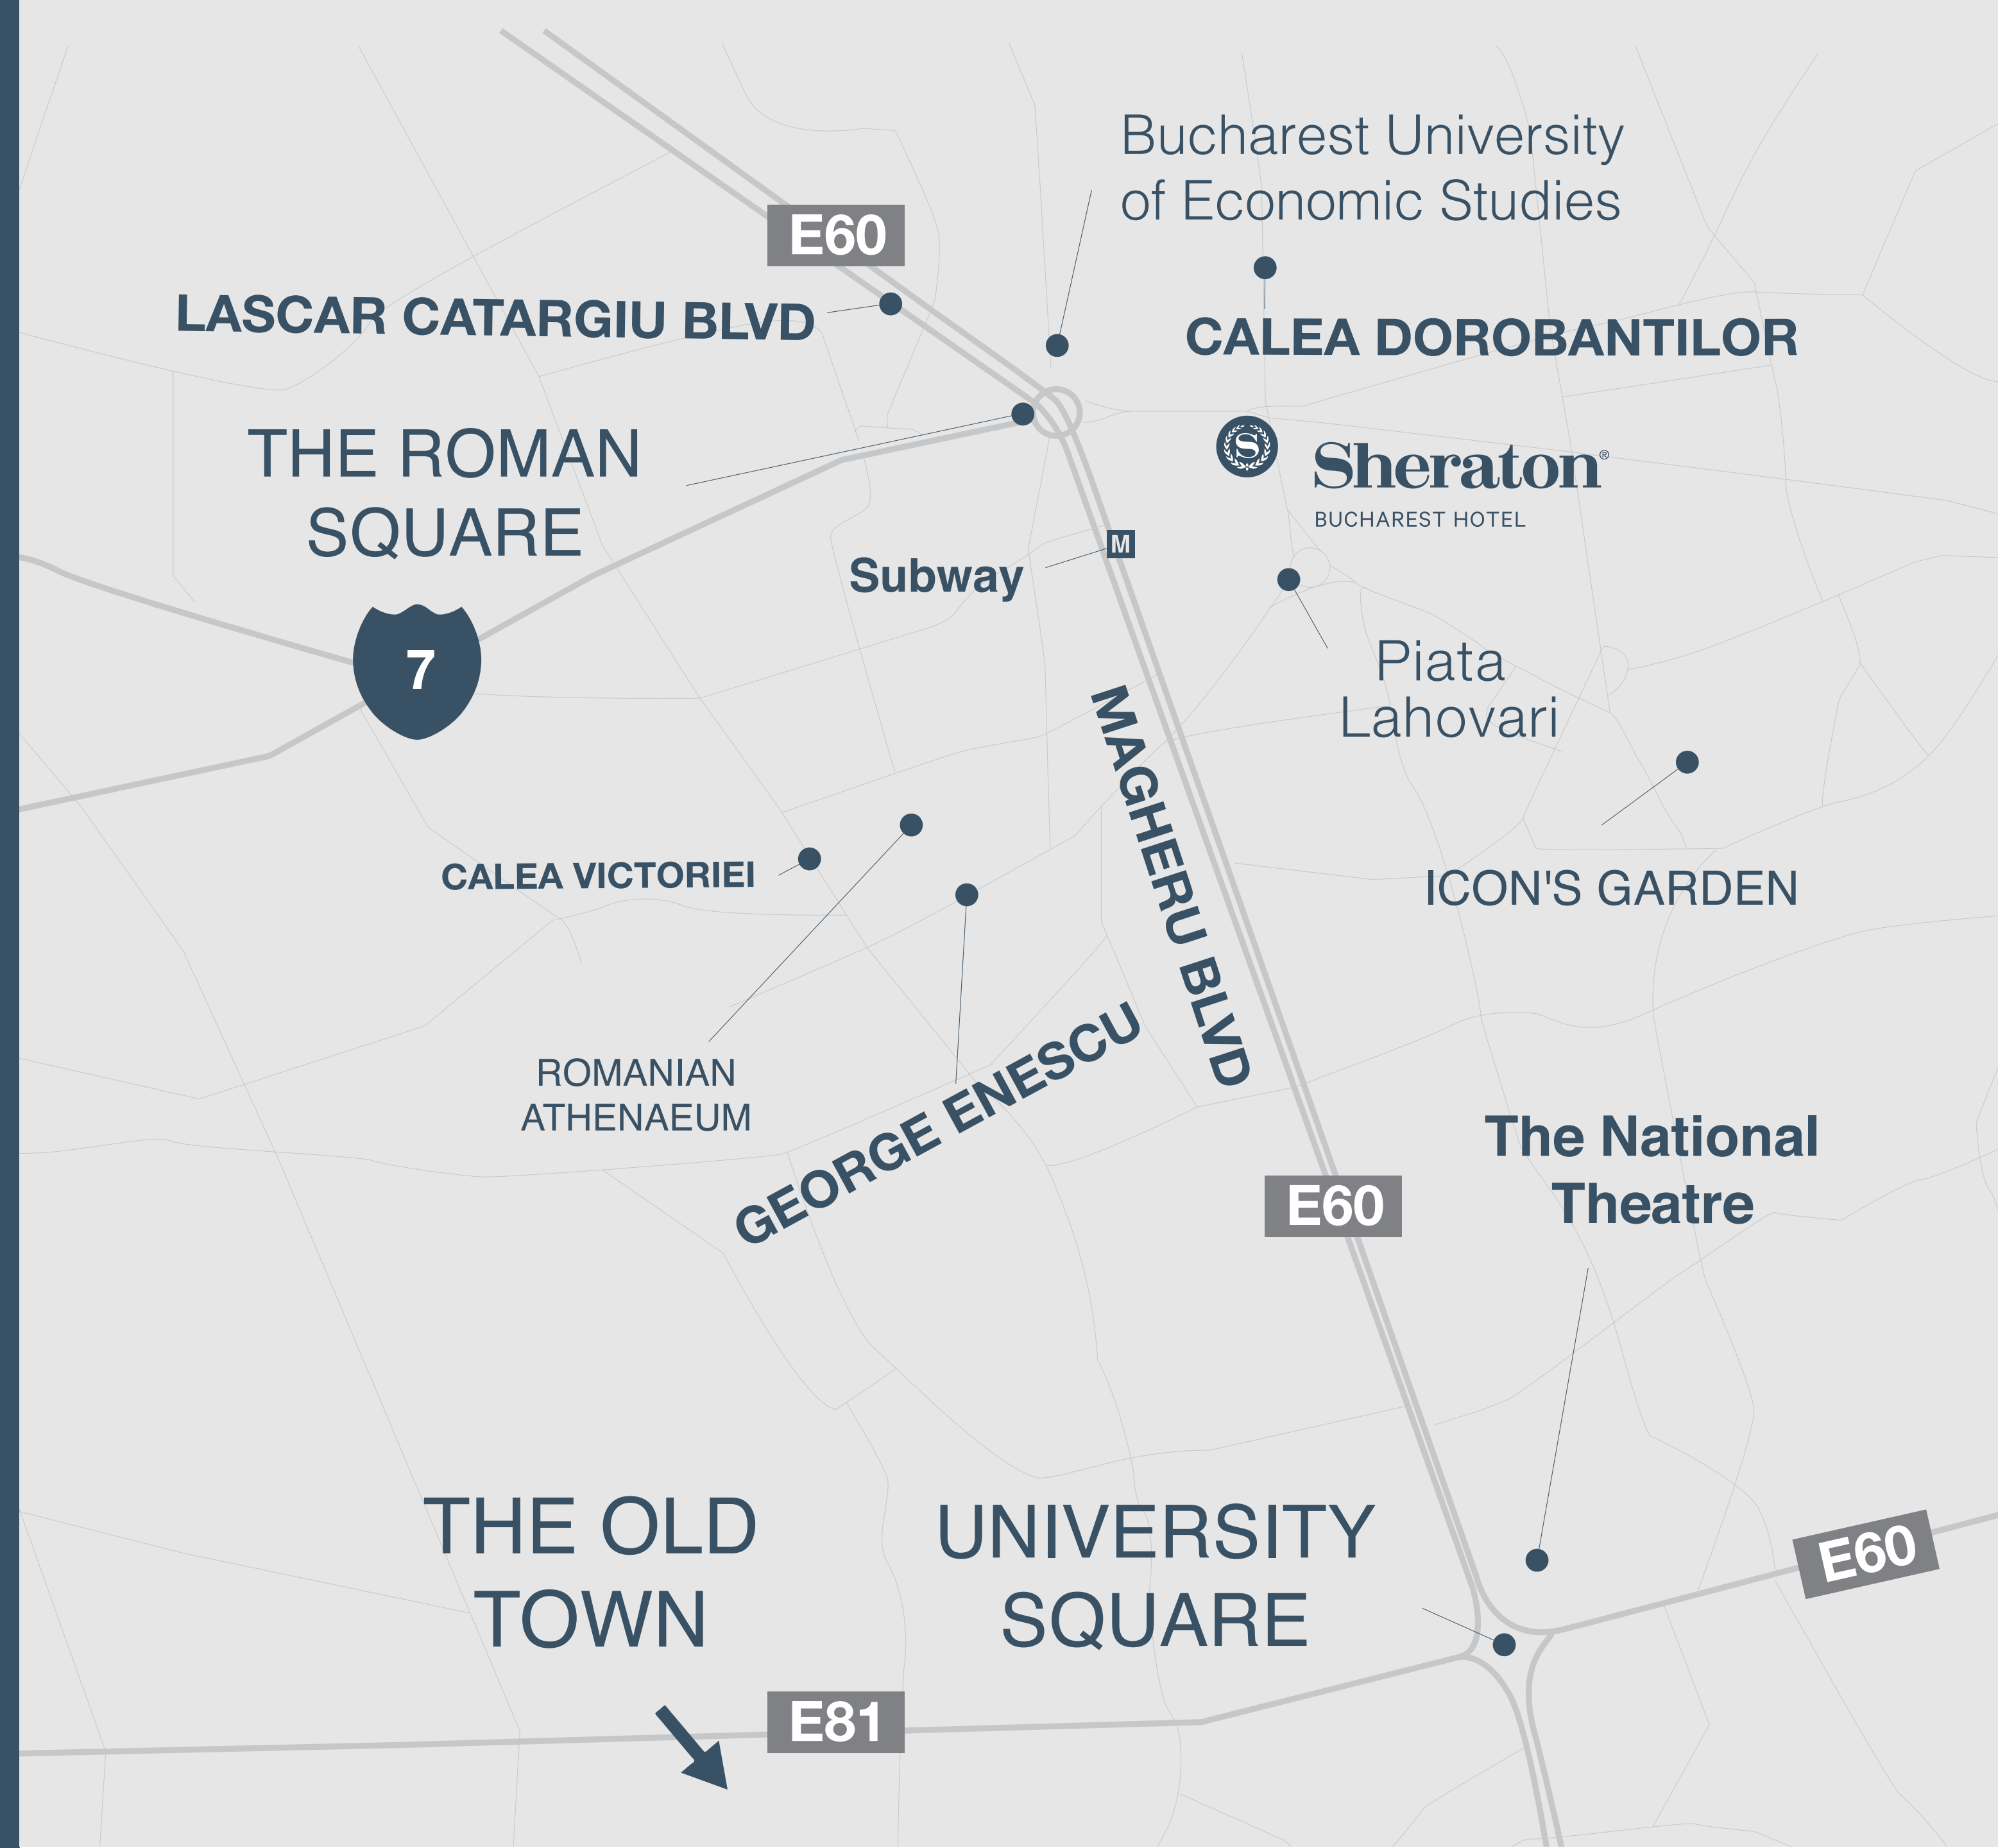 Bucharest University
of Economic Studies
E60
LASCAR CATARGIU BLVD
CALEA DOROBANTILOR
THE ROMAN
SQUARE
S
Sheraton®
BUCHAREST HOTEL
M
Subway
7
Piata
Lahovari
MAGHERU BLVD
CALEA VICTORIEI
ICON'S GARDEN
ROMANIAN
ATHENAEUM
GEORGE ENESCU
The National
Theatre
E60
THE OLD
TOWN
UNIVERSITY
SQUARE
E60
E81